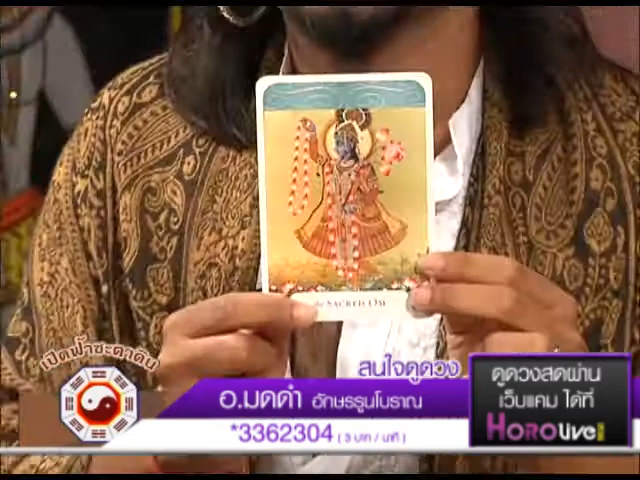 The SACRED OM
เปิดฟ้าชะตาดิน
สนใจดูดวง
อ.มดดำ อักษรรูนโบราณ
*3362304 ( 3 บาท / นาที )
ดูดวงสดผ่าน
เว็บแคม ได้ที่
HOROLive